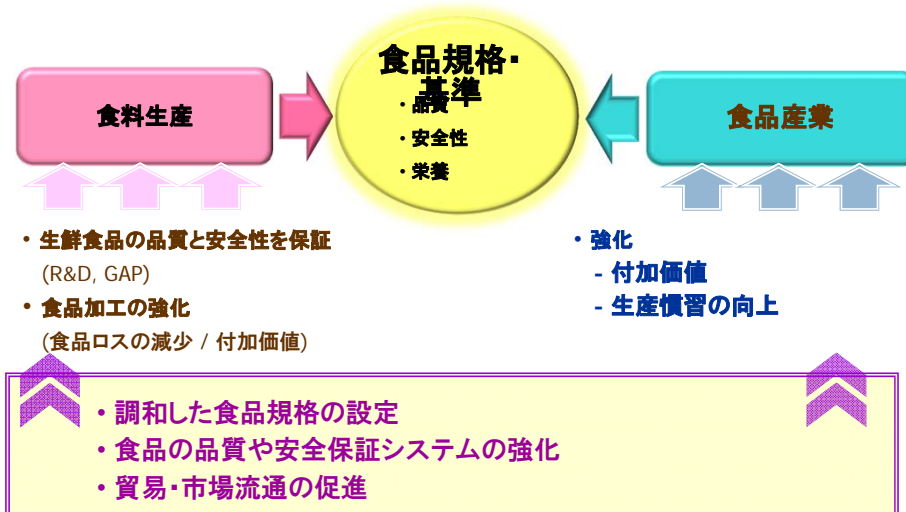 食品規格・
基準
・品質
・安全性
・栄養
食料生産
食品産業
• 生鮮食品の品質と安全性を保証
(R&D, GAP)
• 食品加工の強化
(食品ロスの減少 / 付加価値)
• 強化
- 付加価値
- 生産慣習の向上
• 調和した食品規格の設定
• 食品の品質や安全保証システムの強化
• 貿易・市場流通の促進